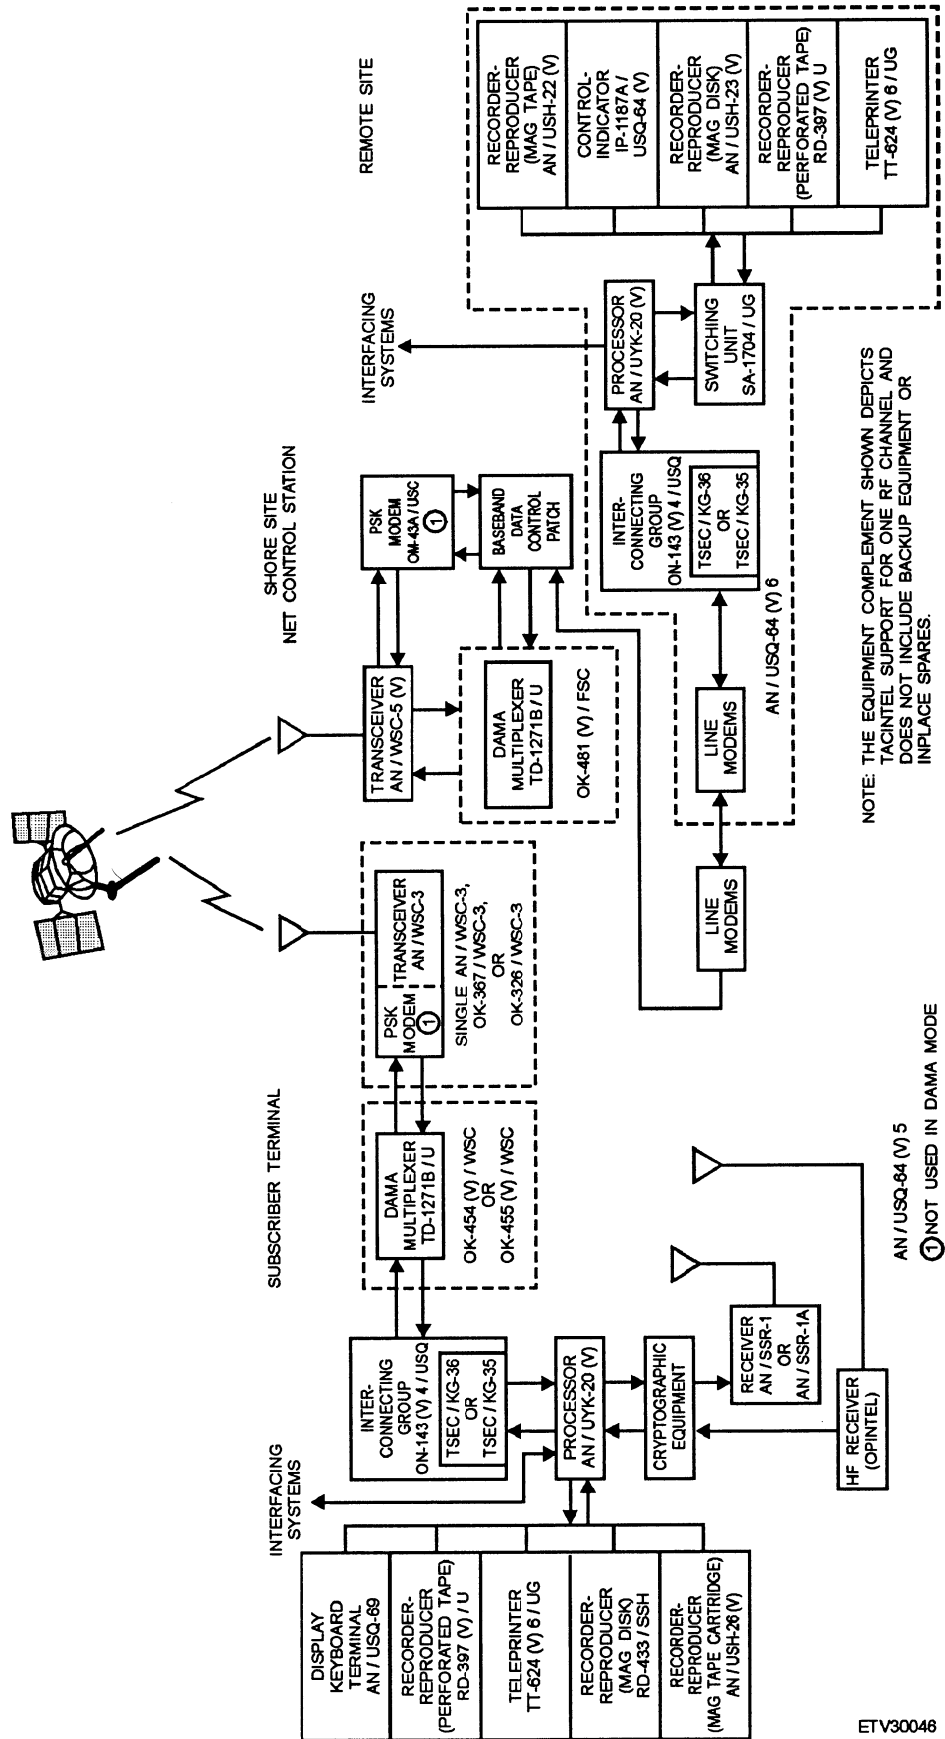 SUBSCRIBER TERMINAL
SHORE SITE
NET CONTROL STATION
REMOTE SITE
INTERFACING
SYSTEMS
DISPLAY
KEYBOARD
TERMINAL
AN / USQ-69
RECORDER-
REPRODUCER
(PERFORATED TAPE)
RD-397 (V) / U
TELEPRINTER
TT-624 (V) 6 / UG
RECORDER-
REPRODUCER
(MAG DISK)
RD-433 / SSH
RECORDER-
REPRODUCER
(MAG TAPE CARTRIDGE)
AN / USH-26 (V)
INTER-
CONNECTING
GROUP
ON-143 (V) 4 / USQ
TSEC / KG-36
OR
TSEC / KG-35
PROCESSOR
AN / UYK-20 (V)
CRYPTOGRAPHIC
EQUIPMENT
RECEIVER
AN / SSR-1
OR
AN / SSR-1A
HF RECEIVER
(OPINTEL)
DAMA
MULTIPLEXER
TD-1271B / U
OK-454 (V) / WSC
OR
OK-455 (V) / WSC
PSK
MODEM
1
TRANSCEIVER
AN / WSC-3
SINGLE AN / WSC-3,
OK-367 / WSC-3,
OR
OK-326 / WSC-3
AN / USQ-64 (V) 5
1 NOT USED IN DAMA MODE
TRANSCEIVER
AN / WSC-5 (V)
PSK
MODEM
OM-43A / USC
1
BASEBAND
DATA
CONTROL
PATCH
DAMA
MULTIPLEXER
TD-1271B / U
OK-481 (V) / FSC
LINE
MODEMS
LINE
MODEMS
AN / USQ-64 (V) 6
INTER-
CONNECTING
GROUP
ON-143 (V) 4 / USQ
TSEC / KG-36
OR
TSEC / KG-35
INTERFACING
SYSTEMS
PROCESSOR
AN / UYK-20 (V)
SWITCHING
UNIT
SA-1704 / UG
RECORDER-
REPRODUCER
(MAG TAPE)
AN / USH-22 (V)
CONTROL-
INDICATOR
IP-1187A /
USQ-64 (V)
RECORDER-
REPRODUCER
(MAG DISK)
AN / USH-23 (V)
RECORDER-
REPRODUCER
(PERFORATED TAPE)
RD-397 (V) U
TELEPRINTER
TT-624 (V) 6 / UG
NOTE: THE EQUIPMENT COMPLEMENT SHOWN DEPICTS
TACINTEL SUPPORT FOR ONE RF CHANNEL AND
DOES NOT INCLUDE BACKUP EQUIPMENT OR
INPLACE SPARES.
ETV30046